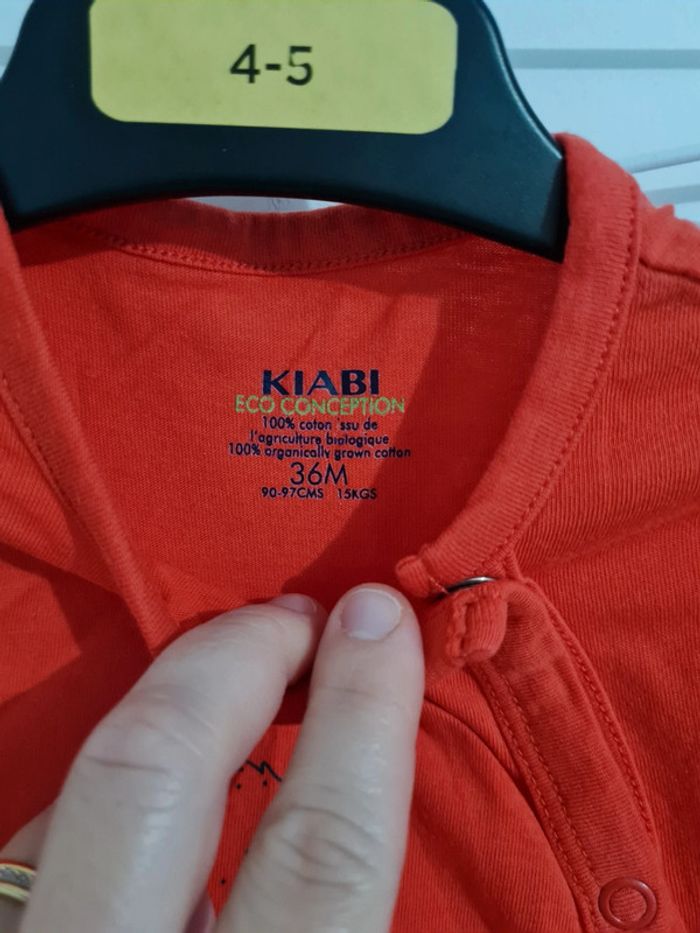 4-5
KIABI
ECO CONCEPTION
100% coton issu de
l'agriculture biologique
100% organically grown cotton
36M
90-97CMS 15KGS